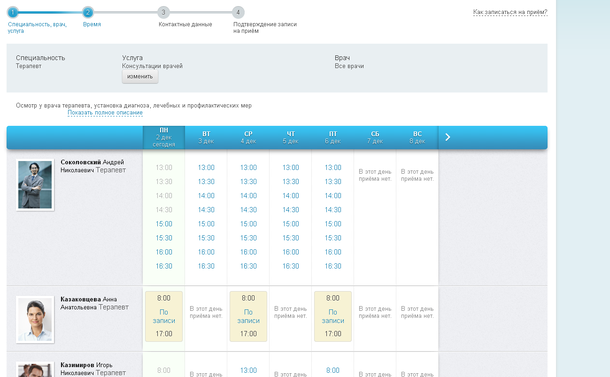 1 2 3 4
Как записаться на приём?
Специальность, врач, услуга
Время
Контактные данные
Подтверждение записи на приём
Специальность Услуга Врач
Терапевт Консультации врачей Все врачи
изменить
Осмотр у врача терапевта, установка диагноза, лечебных и профилактических мер
Показать полное описание
ПН ВТ СР ЧТ ПТ СБ ВС
2 дек. 3 дек. 4 дек. 5 дек. 6 дек. 7 дек. 8 дек.
сегодня
Соколовский Андрей
Николаевич Терапевт
13:00 13:00 13:00 13:00 13:00 В этот день приёма нет. В этот день приёма нет.
13:30 13:30 13:30 13:30 13:30
14:00 14:00 14:00 14:00 14:00
14:30 14:30 14:30 14:30 14:30
15:00 15:00 15:00 15:00 15:00
15:30 15:30 15:30 15:30 15:30
16:00 16:00 16:00 16:00 16:00
16:30 16:30 16:30 16:30 16:30
Казаковцева Анна
Анатольевна Терапевт
8:00 8:00 8:00
По записи В этот день приёма нет. По записи В этот день приёма нет. По записи В этот день приёма нет. В этот день приёма нет.
17:00 17:00 17:00
Казимиров Игорь
Николаевич Терапевт
8:00 В этот день 13:00 В этот день 8:00 В этот день В этот день